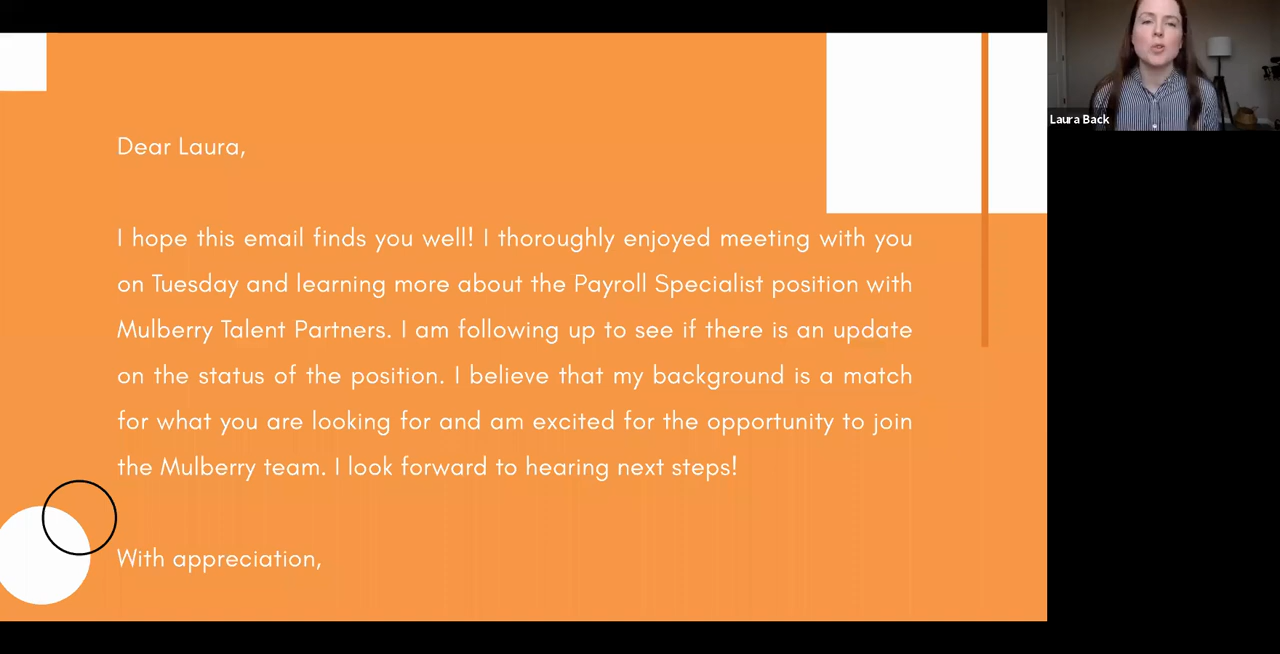 Dear Laura,
I hope this email finds you well! I thoroughly enjoyed meeting with you
on Tuesday and learning more about the Payroll Specialist position with
Mulberry Talent Partners. I am following up to see if there is an update
on the status of the position. I believe that my background is a match
for what you are looking for and am excited for the opportunity to join
the Mulberry team. I look forward to hearing next steps!
With appreciation,
Laura Back